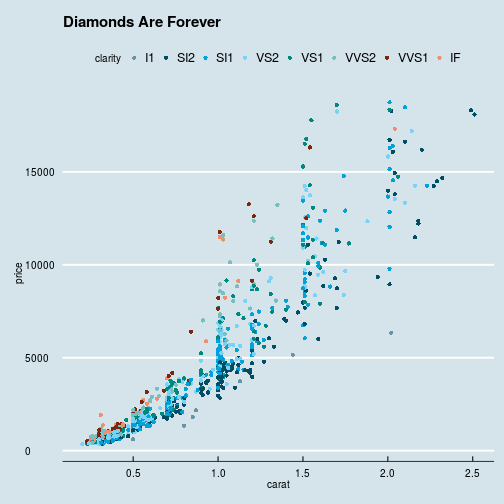 Diamonds Are Forever
clarity I1 SI2 SI1 VS2 VS1 VVS2 VVS1 IF
15000
10000
5000
0
price
0.5 1.0 1.5 2.0 2.5
carat